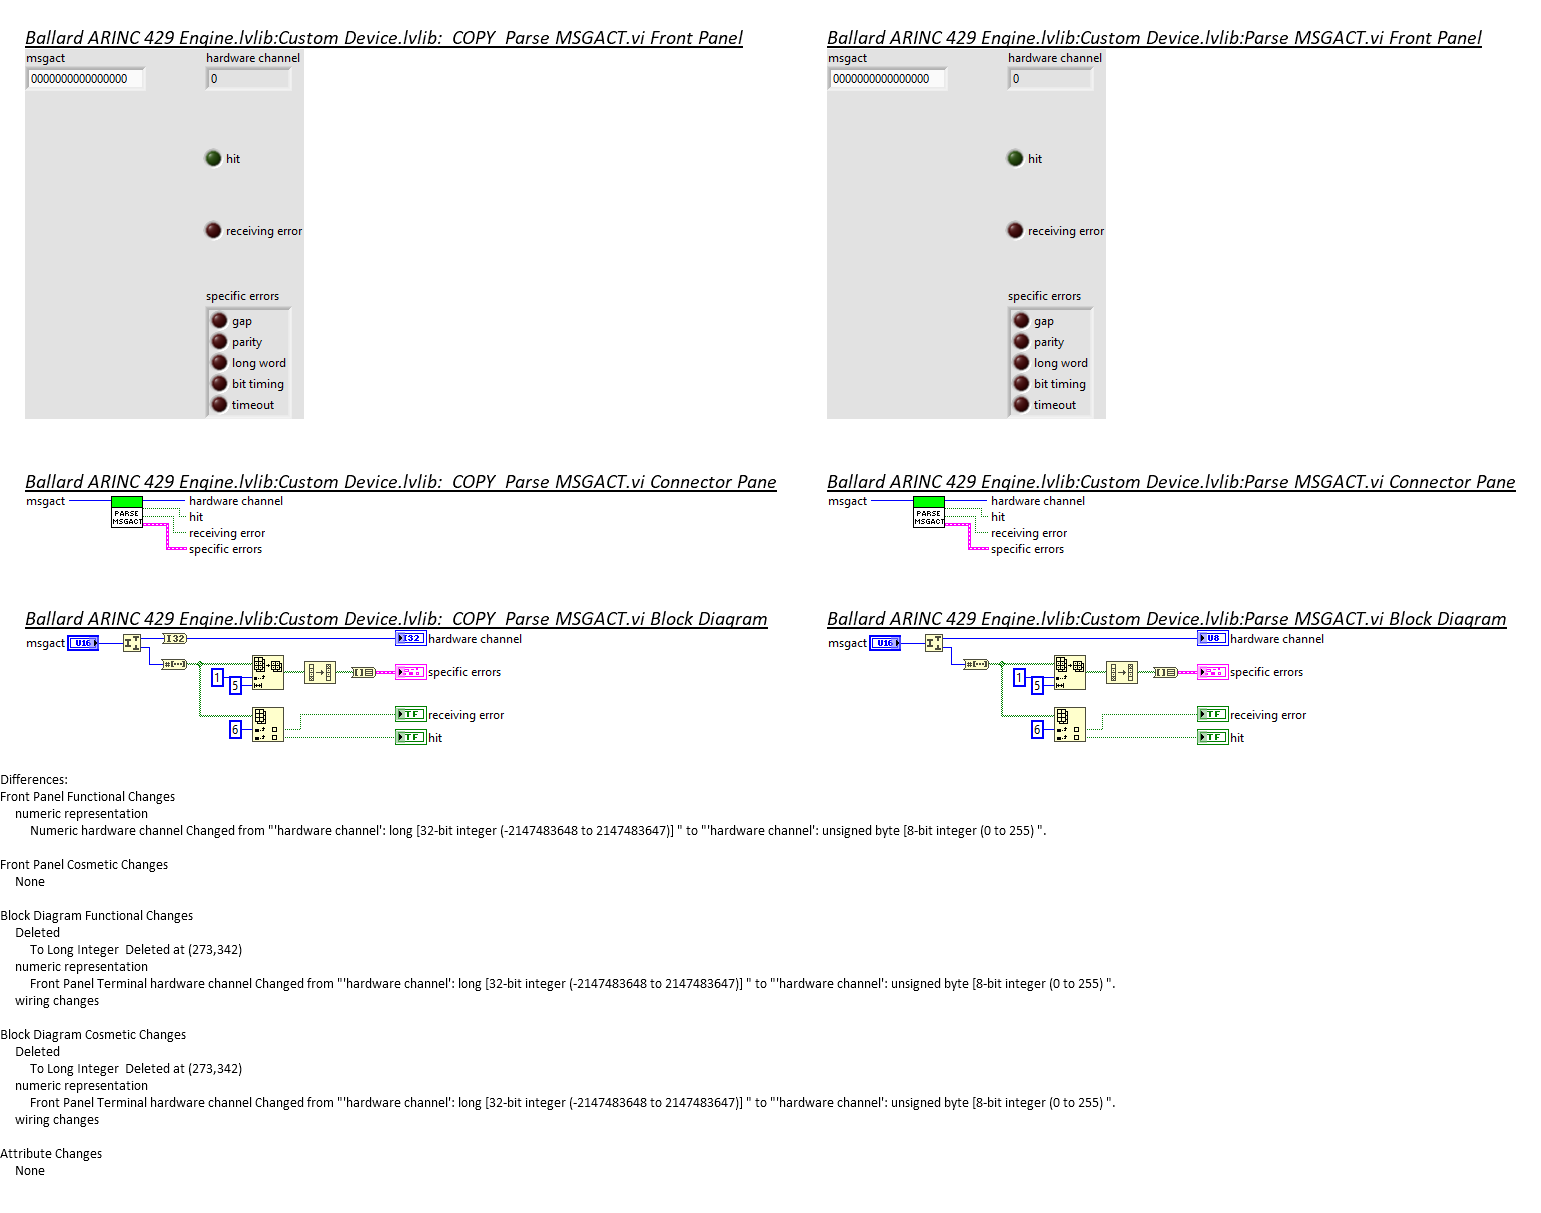 Ballard ARINC 429 Engine.lvlib:Custom Device.lvlib:  COPY  Parse MSGACT.vi Front Panel
msgact
hardware channel
0000000000000000
0
hit
receiving error
specific errors
gap
parity
long word
bit timing
timeout
Ballard ARINC 429 Engine.lvlib:Custom Device.lvlib:Parse MSGACT.vi Front Panel
msgact
hardware channel
0000000000000000
0
hit
receiving error
specific errors
gap
parity
long word
bit timing
timeout
Ballard ARINC 429 Engine.lvlib:Custom Device.lvlib:  COPY  Parse MSGACT.vi Connector Pane
msgact
PARSE
MSGACT
hardware channel
hit
receiving error
specific errors
Ballard ARINC 429 Engine.lvlib:Custom Device.lvlib:Parse MSGACT.vi Connector Pane
msgact
PARSE
MSGACT
hardware channel
hit
receiving error
specific errors
Ballard ARINC 429 Engine.lvlib:Custom Device.lvlib:  COPY  Parse MSGACT.vi Block Diagram
msgact
U16
I32
I32
hardware channel
1
5
specific errors
6
TF
receiving error
TF
hit
Ballard ARINC 429 Engine.lvlib:Custom Device.lvlib:Parse MSGACT.vi Block Diagram
msgact
U16
U8
hardware channel
1
5
specific errors
6
TF
receiving error
TF
hit
Differences:
Front Panel Functional Changes
numeric representation
Numeric hardware channel Changed from "'hardware channel': long [32-bit integer (-2147483648 to 2147483647)] " to "'hardware channel': unsigned byte [8-bit integer (0 to 255) ".
Front Panel Cosmetic Changes
None
Block Diagram Functional Changes
Deleted
To Long Integer  Deleted at (273,342)
numeric representation
Front Panel Terminal hardware channel Changed from "'hardware channel': long [32-bit integer (-2147483648 to 2147483647)] " to "'hardware channel': unsigned byte [8-bit integer (0 to 255) ".
wiring changes
Block Diagram Cosmetic Changes
Deleted
To Long Integer  Deleted at (273,342)
numeric representation
Front Panel Terminal hardware channel Changed from "'hardware channel': long [32-bit integer (-2147483648 to 2147483647)] " to "'hardware channel': unsigned byte [8-bit integer (0 to 255) ".
wiring changes
Attribute Changes
None